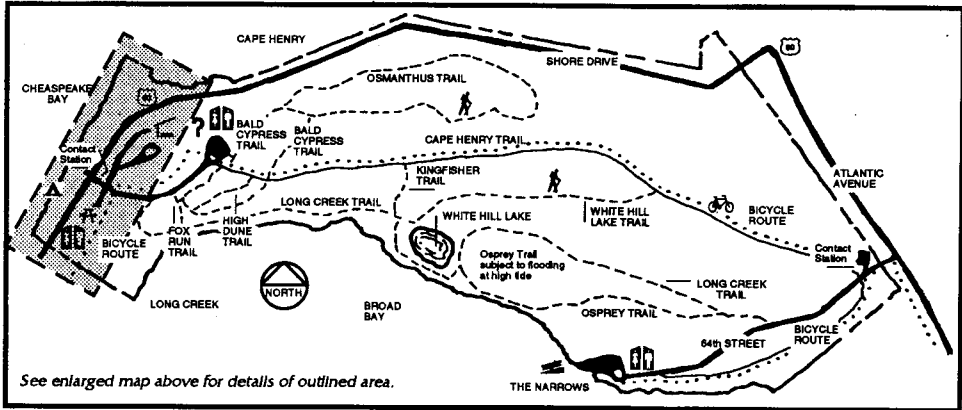 CAPE HENRY
SHORE DRIVE
60
CHEASPEAKE
BAY
60
OSMANTHUS TRAIL
?
BALD
CYPRESS
TRAIL
BALD
CYPRESS
TRAIL
Contact
Station
CAPE HENRY TRAIL
KINGFISHER
TRAIL
ATLANTIC
AVENUE
LONG CREEK TRAIL
WHITE HILL LAKE
WHITE HILL
LAKE TRAIL
BICYCLE
ROUTE
FOX
RUN
TRAIL
HIGH
DUNE
TRAIL
BICYCLE
ROUTE
Osprey Trail
subject to flooding
at high tide
Contact
Station
NORTH
LONG CREEK
BROAD
BAY
LONG CREEK
TRAIL
OSPREY TRAIL
64th STREET
BICYCLE
ROUTE
THE NARROWS
See enlarged map above for details of outlined area.